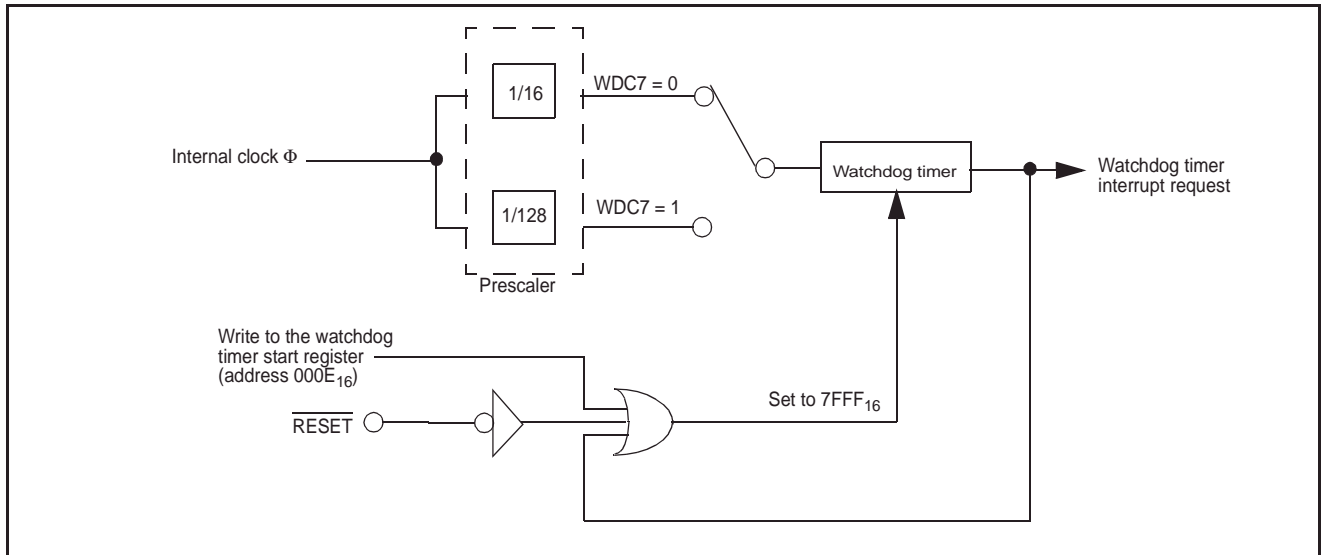 1/16
WDC7 = 0
Internal clock Φ
Watchdog timer
Watchdog timer
interrupt request
1/128
WDC7 = 1
Prescaler
Write to the watchdog
timer start register
(address 000E16)
Set to 7FFF16
RESET